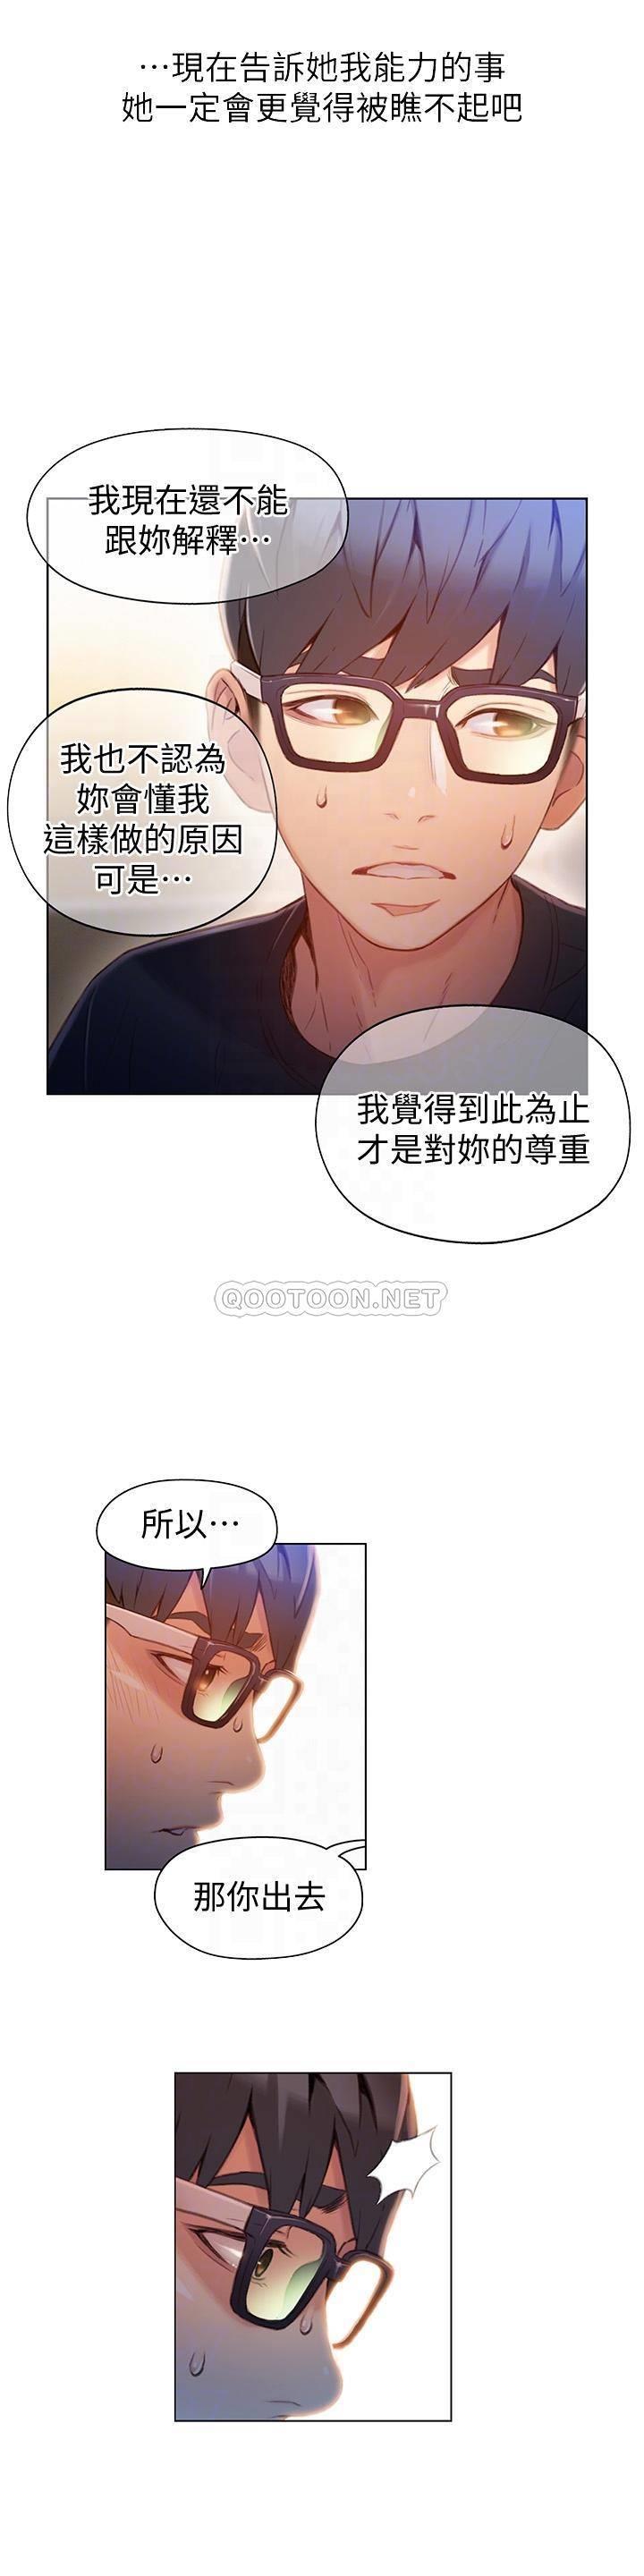 …現在告訴她我能力的事
她一定會更覺得被瞧不起吧
我現在還不能
跟妳解釋…
我也不認為
妳會懂我
這樣做的原因
可是…
我覺得到此為止
才是對妳的尊重
QOOTOON.NET
所以…
那你出去